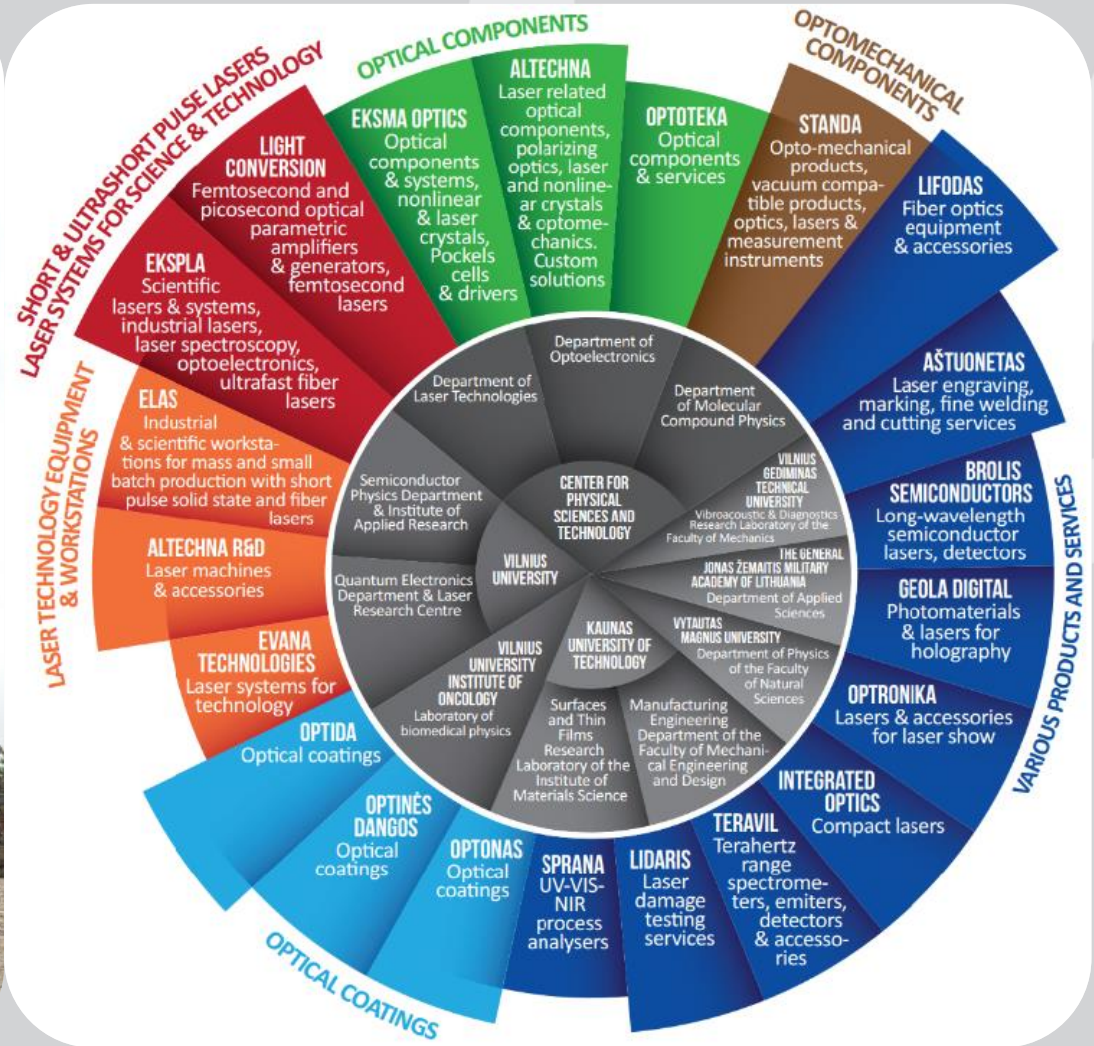 SHORT & ULTRASHORT PULSE LASERS
LASER SYSTEMS FOR SCIENCE & TECHNOLOGY
OPTICAL COMPONENTS
OPTOMECHANICAL
COMPONENTS
LASER TECHNOLOGY EQUIPMENT
& WORKSTATIONS
OPTICAL COATINGS
VARIOUS PRODUCTS AND SERVICES
EKSPLA
Scientific
lasers & systems,
industrial lasers,
laser spectroscopy,
optoelectronics,
ultrafast fiber
lasers
LIGHT
CONVERSION
Femtosecond and
picosecond optical
parametric
amplifiers
& generators,
femtosecond
lasers
EKSMA OPTICS
Optical
components
& systems,
nonlinear
& laser
crystals,
Pockels
cells
& drivers
ALTECHNA
Laser related
optical
components,
polarizing
optics, laser
and nonline-
ar crystals
& optome-
chanics.
Custom
solutions
OPTOTEKA
Optical
components
& services
STANDA
Opto-mechanical
products,
vacuum compa-
tible products,
optics, lasers &
measurement
instruments
LIFODAS
Fiber optics
equipment
& accessories
AŠTUONETAS
Laser engraving,
marking, fine welding
and cutting services
BROLIS
SEMICONDUCTORS
Long-wavelength
semiconductor
lasers, detectors
GEOLA DIGITAL
Photomaterials
& lasers for
holography
OPTRONIKA
Lasers & accessories
for laser show
INTEGRATED
OPTICS
Compact lasers
TERAVIL
Terahertz
range
spectrome-
ters, emiters,
detectors
& accesso-
ries
LIDARIS
Laser
damage
testing
services
SPRANA
UV-VIS-
NIR
process
analysers
OPTONAS
Optical
coatings
OPTINĖS
DANGOS
Optical
coatings
OPTIDA
Optical coatings
EVANA
TECHNOLOGIES
Laser systems for
technology
ALTECHNA R&D
Laser machines
& accessories
ELAS
Industrial
& scientific worksta-
tions for mass and small
batch production with short
pulse solid state and fiber
lasers
CENTER FOR
PHYSICAL
SCIENCES AND
TECHNOLOGY
Department of
Laser Technologies
Department of
Optoelectronics
Department
of Molecular
Compound Physics
VILNIUS
GEDIMINAS
TECHNICAL
UNIVERSITY
Vibroacoustic & Diagnostics
Research Laboratory of the
Faculty of Mechanics
THE GENERAL
JONAS ŽEMAITIS MILITARY
ACADEMY OF LITHUANIA
Department of Applied
Sciences
VYTAUTAS
MAGNUS UNIVERSITY
Department of Physics
of the Faculty
of Natural
Sciences
KAUNAS
UNIVERSITY OF
TECHNOLOGY
Manufacturing
Engineering
Department of the
Faculty of Mechani-
cal Engineering
and Design
Surfaces
and Thin
Films
Research
Laboratory of the
Institute of
Materials Science
VILNIUS
UNIVERSITY
INSTITUTE OF
ONCOLOGY
Laboratory of
biomedical physics
VILNIUS
UNIVERSITY
Quantum Electronics
Department & Laser
Research Centre
Semiconductor
Physics Department
& Institute of
Applied Research